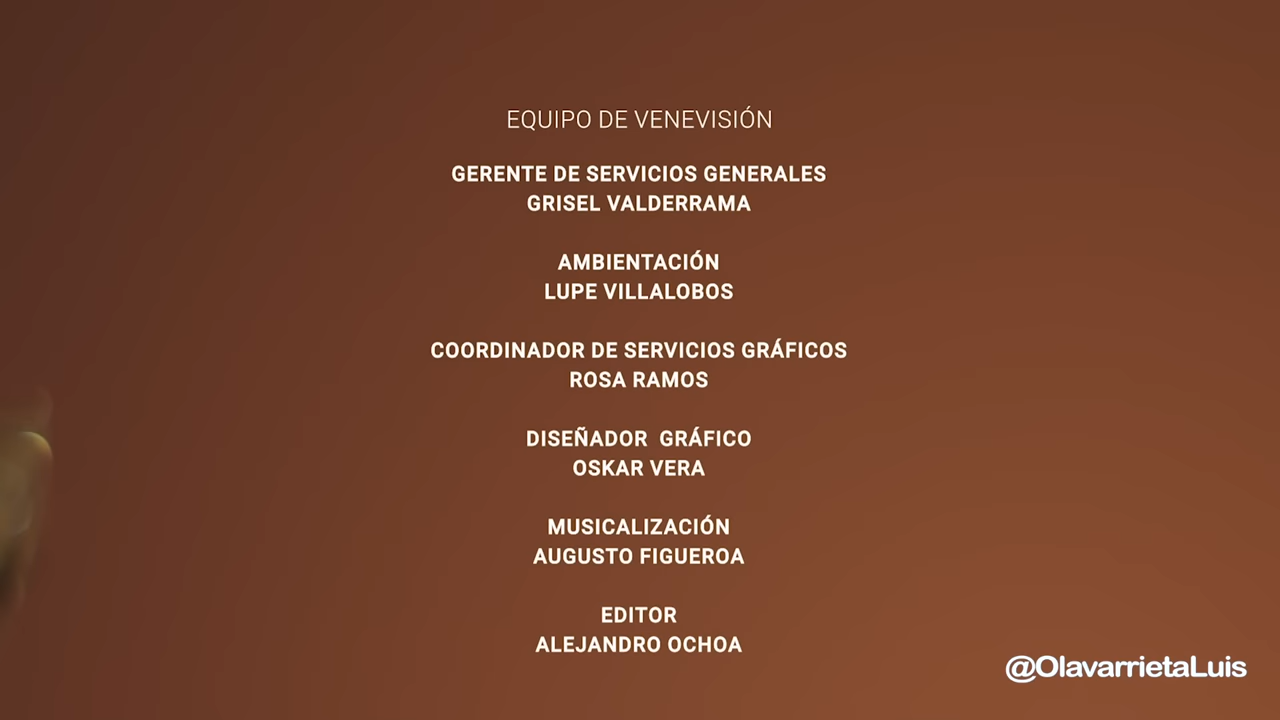 EQUIPO DE VENEVISIÓN
GERENTE DE SERVICIOS GENERALES
GRISEL VALDERRAMA
AMBIENTACIÓN
LUPE VILLALOBOS
COORDINADOR DE SERVICIOS GRÁFICOS
ROSA RAMOS
DISEÑADOR  GRÁFICO
OSKAR VERA
MUSICALIZACIÓN
AUGUSTO FIGUEROA
EDITOR
ALEJANDRO OCHOA
@OlavarrietaLuis